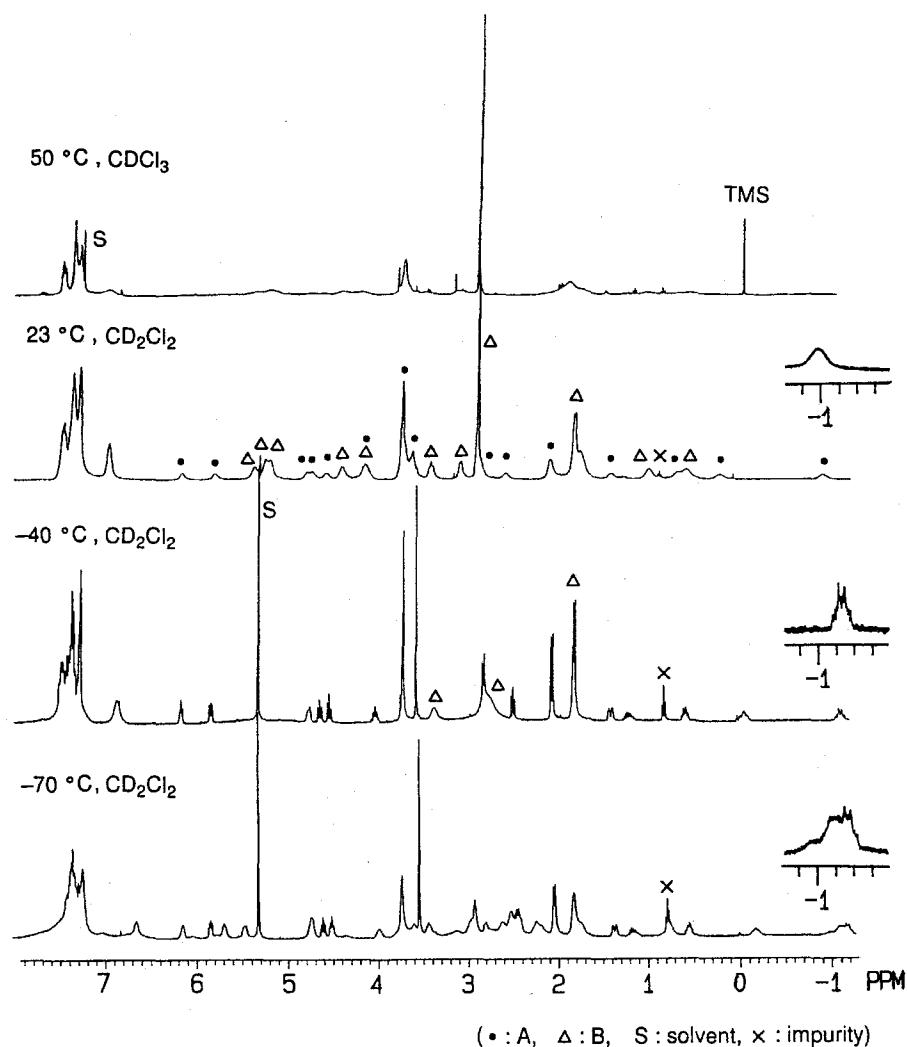 50 °C, CDCl₃
S
TMS
23 °C, CD₂Cl₂
Δ
• Δ
-1
• • Δ Δ Δ • • • Δ Δ • • Δ Δ • • • • Δ × • Δ • •
S
-40 °C, CD₂Cl₂
Δ
-1
Δ Δ ×
-70 °C, CD₂Cl₂
-1
×
7 6 5 4 3 2 1 0 -1 PPM
(• : A, Δ : B, S : solvent, × : impurity)